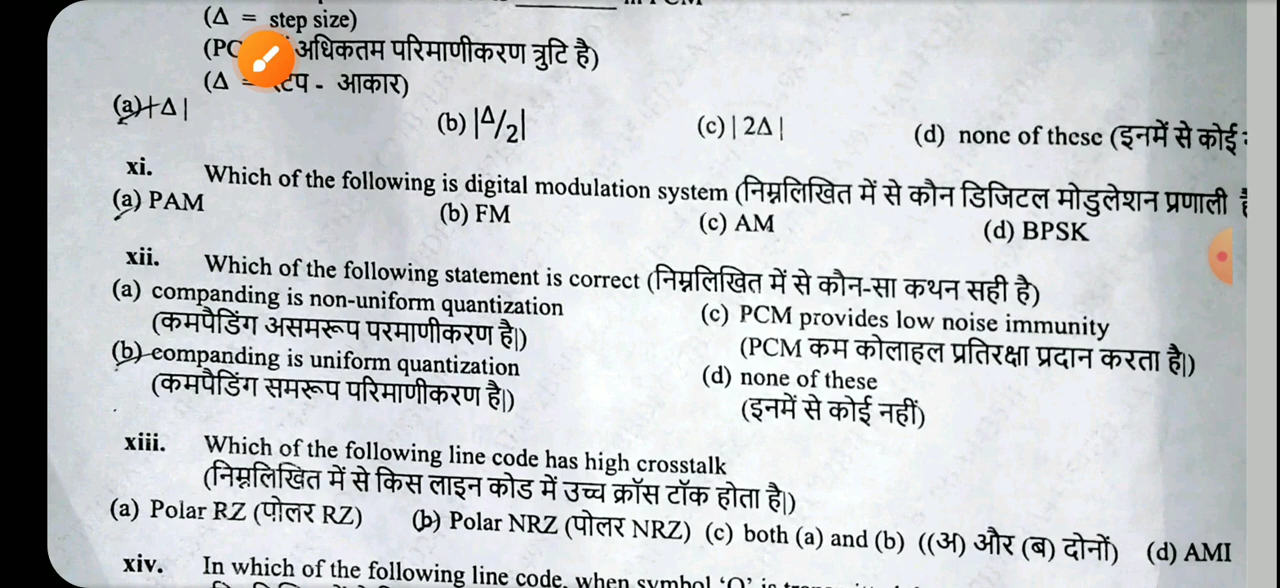 in PCM
(Δ = step size)
(PC अधिकतम परिमाणीकरण त्रुटि है)
(Δ = स्टेप - आकार)
(a) |Δ| (b) |Δ/2| (c) | 2Δ | (d) none of these (इनमें से कोई
xi. Which of the following is digital modulation system (निम्नलिखित में से कौन डिजिटल मोडुलेशन प्रणाली
(a) PAM (b) FM (c) AM (d) BPSK
xii. Which of the following statement is correct (निम्नलिखित में से कौन-सा कथन सही है)
(a) companding is non-uniform quantization (c) PCM provides low noise immunity
(कमपैडिंग असमरूप परमाणीकरण है|) (PCM कम कोलाहल प्रतिरक्षा प्रदान करता है|)
(b) companding is uniform quantization (d) none of these
(कमपैडिंग समरूप परिमाणीकरण है|) (इनमें से कोई नहीं)
xiii. Which of the following line code has high crosstalk
(निम्नलिखित में से किस लाइन कोड में उच्च क्रॉस टॉक होता है|)
(a) Polar RZ (पोलर RZ) (b) Polar NRZ (पोलर NRZ) (c) both (a) and (b) ((अ) और (ब) दोनों) (d) AMI
xiv. In which of the following line code, when symbol ‘O’ is